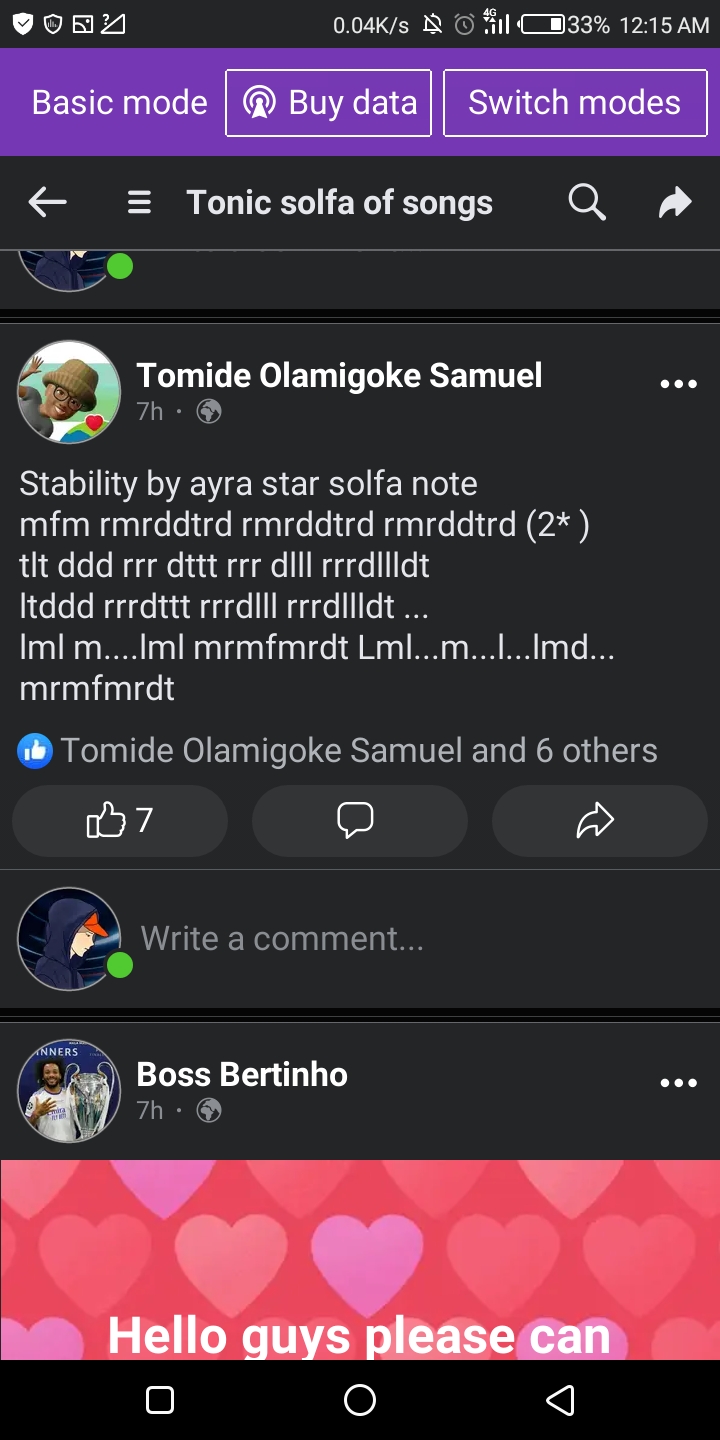 0.04K/s 4G 33% 12:15 AM
Basic mode Buy data Switch modes
Tonic solfa of songs
Tomide Olamigoke Samuel
7h ·
Stability by ayra star solfa note
mfm rmrddtrd rmrddtrd rmrddtrd (2* )
tlt ddd rrr dttt rrr dlll rrrdllldt
ltddd rrrdttt rrrdlll rrrdllldt ...
lml m....lml mrmfmrdt Lml...m...l...lmd...
mrmfmrdt
Tomide Olamigoke Samuel and 6 others
7
Write a comment...
Boss Bertinho
7h ·
Hello guys please can